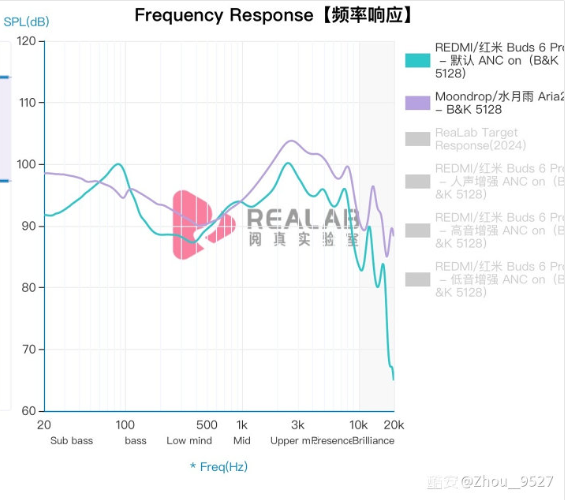 Frequency Response【频率响应】
SPL(dB)
120
110
100
90
80
70
60
20
100
500
1k
3k
10k
20k
Sub bass
bass
Low mind
Mid
Upper m
Presence
Brilliance
* Freq(Hz)
REDMI/红米 Buds 6 Pro
– 默认 ANC on（B&K
5128）
Moondrop/水月雨 Aria2
– B&K 5128
ReaLab Target
Response(2024)
REDMI/红米 Buds 6 Pro
– 人声增强 ANC on（B&
&K 5128）
REDMI/红米 Buds 6 Pro
– 高音增强 ANC on（B&
&K 5128）
REDMI/红米 Buds 6 Pro
– 低音增强 ANC on（B&
&K 5128）
REALAB
阅真实验室
@Zhou__9527